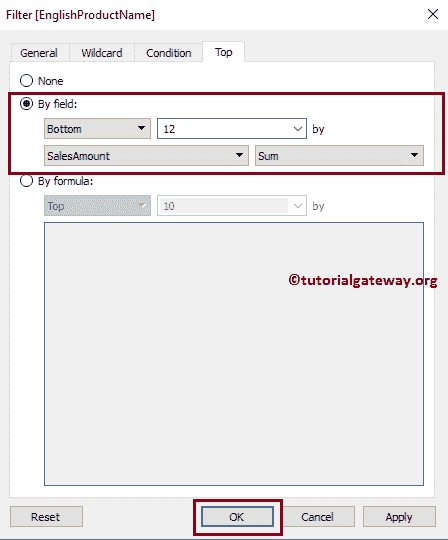 Filter [EnglishProductName]
General Wildcard Condition Top
None
By field:
Bottom 12 by
SalesAmount Sum
By formula:
Top 10 by
©tutorialgateway.org
Reset OK Cancel Apply